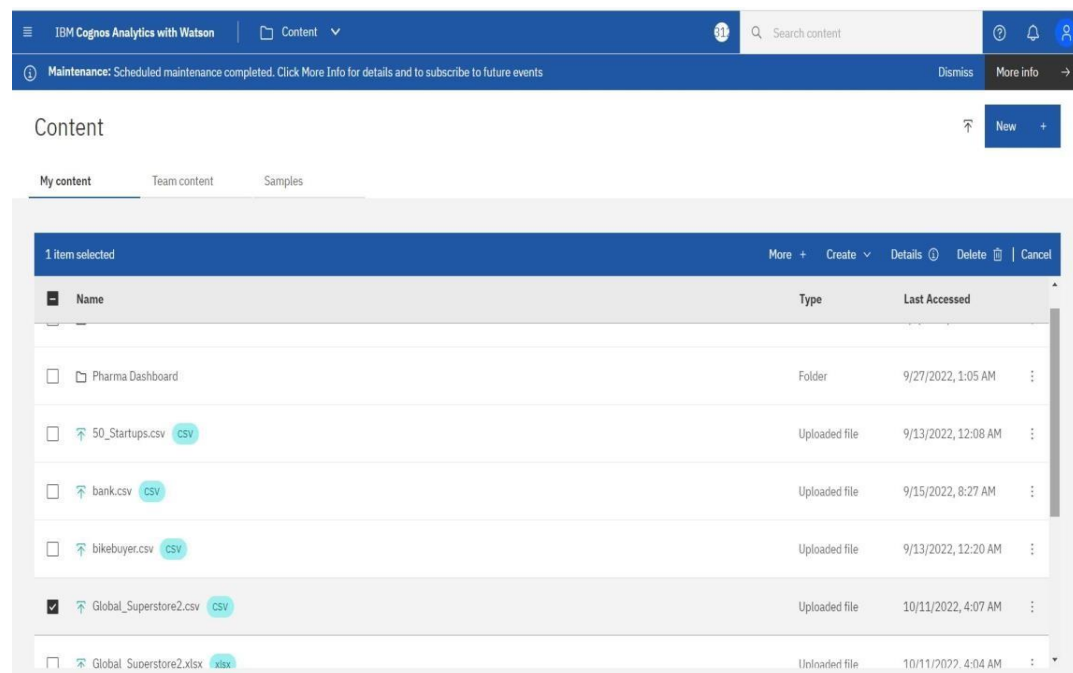 IBM Cognos Analytics with Watson Content Search content
Maintenance: Scheduled maintenance completed. Click More Info for details and to subscribe to future events Dismiss More info
Content New +
My content Team content Samples
1 item selected More + Create Details Delete | Cancel
Name Type Last Accessed
Pharma Dashboard Folder 9/27/2022, 1:05 AM
50_Startups.csv CSV Uploaded file 9/13/2022, 12:08 AM
bank.csv CSV Uploaded file 9/15/2022, 8:27 AM
bikebuyer.csv CSV Uploaded file 9/13/2022, 12:20 AM
Global_Superstore2.csv CSV Uploaded file 10/11/2022, 4:07 AM
Global_Superstore2.xlsx xlsx Uploaded file 10/11/2022, 4:04 AM